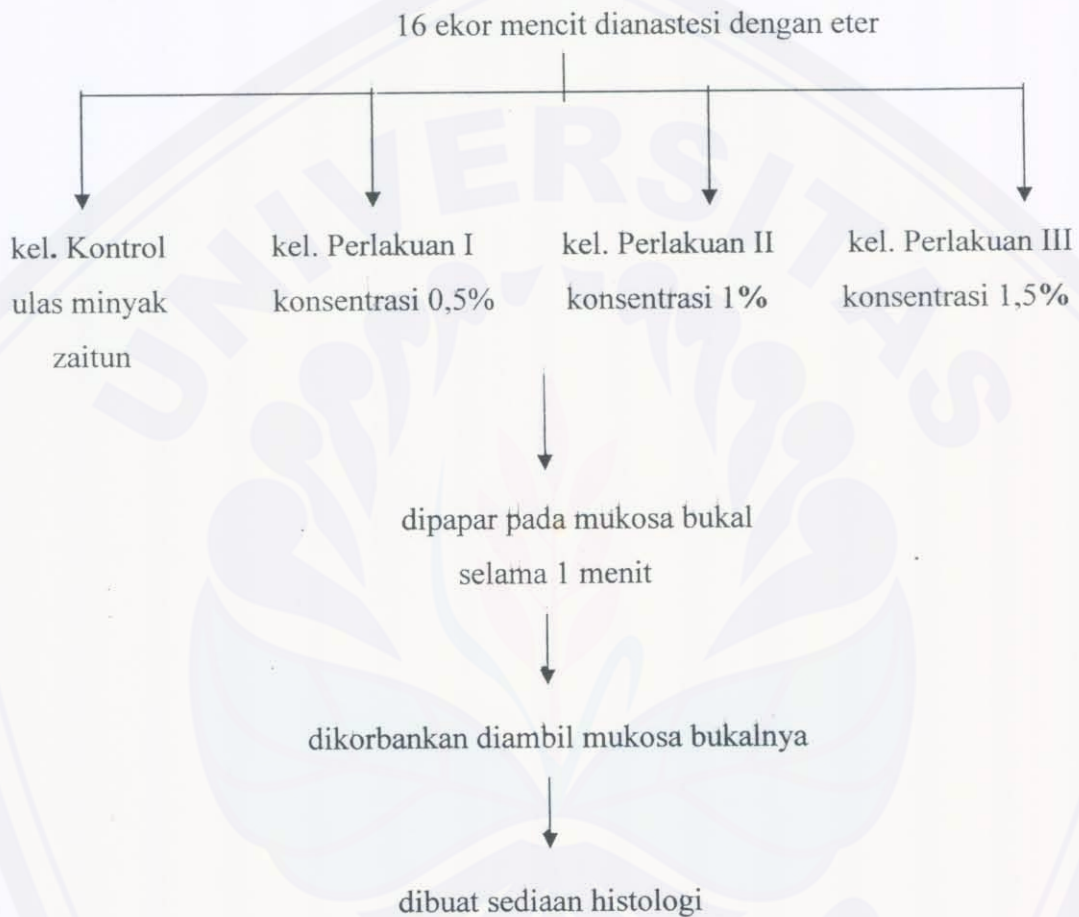 16 ekor mencit dianastesi dengan eter
kel. Kontrol
ulas minyak
zaitun
kel. Perlakuan I
konsentrasi 0,5%
kel. Perlakuan II
konsentrasi 1%
kel. Perlakuan III
konsentrasi 1,5%
dipapar pada mukosa bukal
selama 1 menit
dikorbankan diambil mukosa bukalnya
dibuat sediaan histologi
UNIVERSITAS